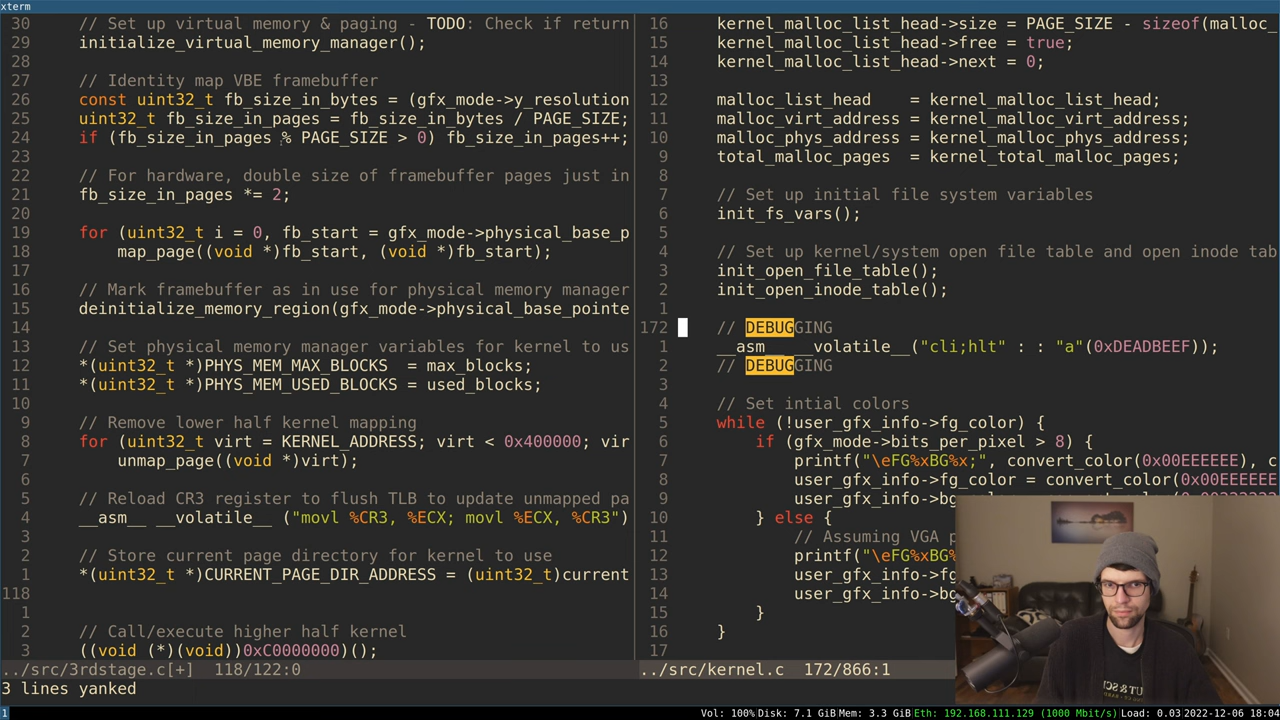 xterm
30 // Set up virtual memory & paging - TODO: Check if return
29 initialize_virtual_memory_manager();
28
27 // Identity map VBE framebuffer
26 const uint32_t fb_size_in_bytes = (gfx_mode->y_resolution
25 uint32_t fb_size_in_pages = fb_size_in_bytes / PAGE_SIZE;
24 if (fb_size_in_pages % PAGE_SIZE > 0) fb_size_in_pages++;
23
22 // For hardware, double size of framebuffer pages just in
21 fb_size_in_pages *= 2;
20
19 for (uint32_t i = 0, fb_start = gfx_mode->physical_base_p
18 map_page((void *)fb_start, (void *)fb_start);
17
16 // Mark framebuffer as in use for physical memory manager
15 deinitialize_memory_region(gfx_mode->physical_base_pointe
14
13 // Set physical memory manager variables for kernel to us
12 *(uint32_t *)PHYS_MEM_MAX_BLOCKS  = max_blocks;
11 *(uint32_t *)PHYS_MEM_USED_BLOCKS = used_blocks;
10
9 // Remove lower half kernel mapping
8 for (uint32_t virt = KERNEL_ADDRESS; virt < 0x400000; vir
7 unmap_page((void *)virt);
6
5 // Reload CR3 register to flush TLB to update unmapped pa
4 __asm__ __volatile__ ("movl %CR3, %ECX; movl %ECX, %CR3")
3
2 // Store current page directory for kernel to use
1 *(uint32_t *)CURRENT_PAGE_DIR_ADDRESS = (uint32_t)current
118
1
2 // Call/execute higher half kernel
3 ((void (*)(void))0xC0000000)();
../src/3rdstage.c[+] 118/122:0
3 lines yanked
16 kernel_malloc_list_head->size = PAGE_SIZE - sizeof(malloc_
15 kernel_malloc_list_head->free = true;
14 kernel_malloc_list_head->next = 0;
13
12 malloc_list_head    = kernel_malloc_list_head;
11 malloc_virt_address = kernel_malloc_virt_address;
10 malloc_phys_address = kernel_malloc_phys_address;
9 total_malloc_pages  = kernel_total_malloc_pages;
8
7 // Set up initial file system variables
6 init_fs_vars();
5
4 // Set up kernel/system open file table and open inode tab
3 init_open_file_table();
2 init_open_inode_table();
1
172 // DEBUGGING
1 __asm__ __volatile__("cli;hlt" : : "a"(0xDEADBEEF));
2 // DEBUGGING
3
4 // Set intial colors
5 while (!user_gfx_info->fg_color) {
6 if (gfx_mode->bits_per_pixel > 8) {
7 printf("\eFG%xBG%x;", convert_color(0x00EEEEEE), c
8 user_gfx_info->fg_color = convert_color(0x00EEEEEE
9 user_gfx_info->bg
10 } else {
11 // Assuming VGA p
12 printf("\eFG%xBG%
13 user_gfx_info->fg
14 user_gfx_info->bg
15 }
16 }
17
../src/kernel.c 172/866:1
1 Vol: 100% Disk: 7.1 GiB Mem: 3.3 GiB Eth: 192.168.111.129 (1000 Mbit/s) Load: 0.03 2022-12-06 18:04